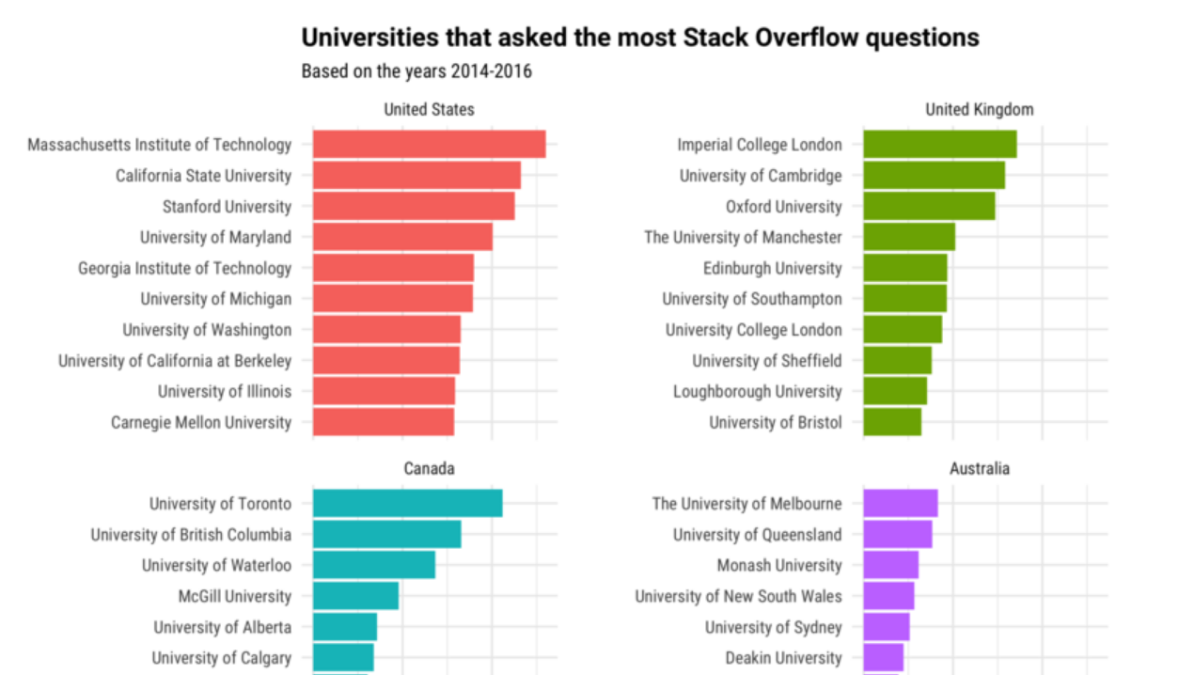 Universities that asked the most Stack Overflow questions
Based on the years 2014-2016
United States
Massachusetts Institute of Technology
California State University
Stanford University
University of Maryland
Georgia Institute of Technology
University of Michigan
University of Washington
University of California at Berkeley
University of Illinois
Carnegie Mellon University
United Kingdom
Imperial College London
University of Cambridge
Oxford University
The University of Manchester
Edinburgh University
University of Southampton
University College London
University of Sheffield
Loughborough University
University of Bristol
Canada
University of Toronto
University of British Columbia
University of Waterloo
McGill University
University of Alberta
University of Calgary
Australia
The University of Melbourne
University of Queensland
Monash University
University of New South Wales
University of Sydney
Deakin University